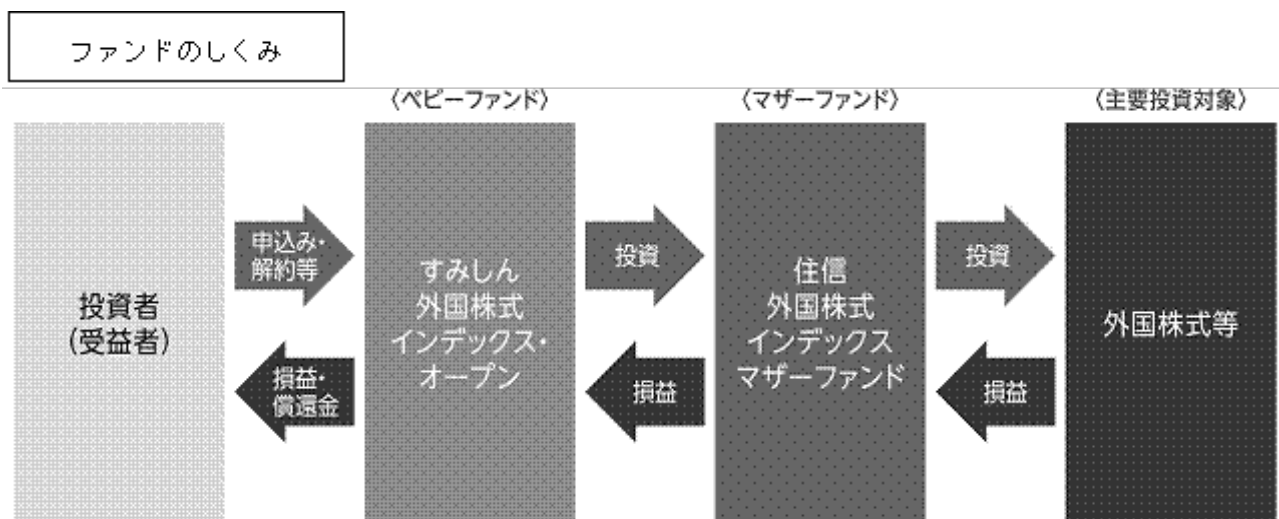 ファンドのしくみ
〈ベビーファンド〉
〈マザーファンド〉
〈主要投資対象〉
投資者
(受益者)
申込み・
解約等
損益・
償還金
すみしん
外国株式
インデックス・
オープン
投資
損益
住信
外国株式
インデックス
マザーファンド
投資
損益
外国株式等